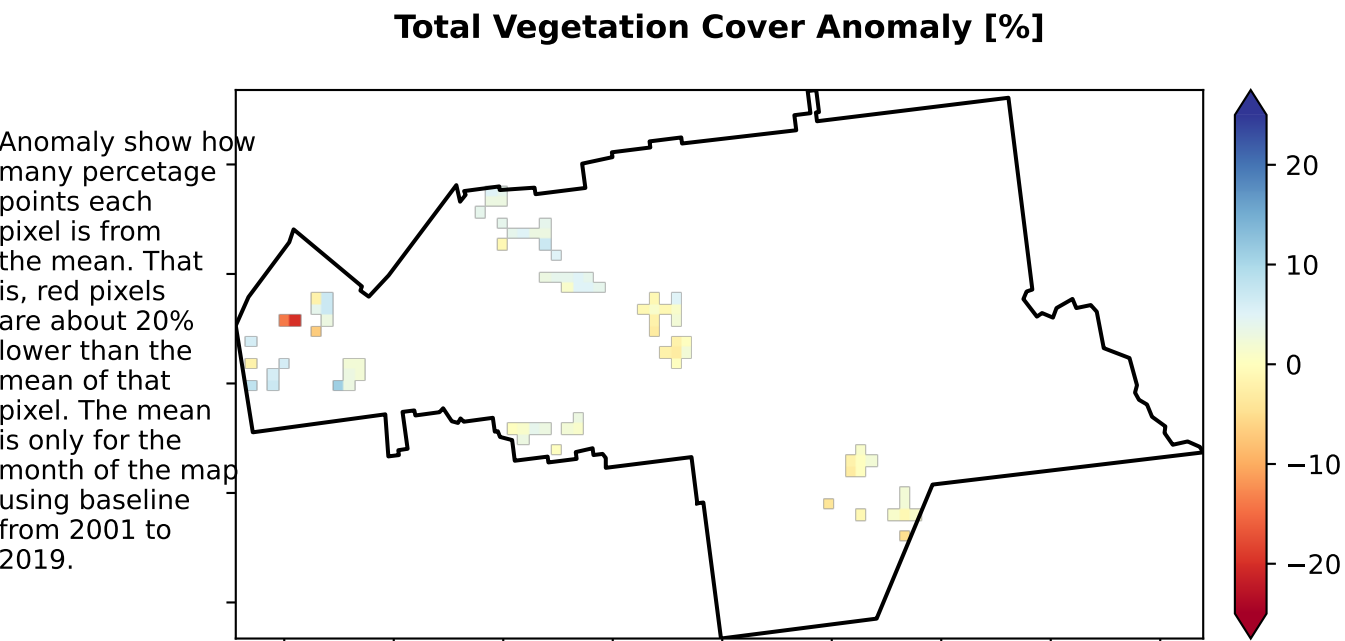 Total Vegetation Cover Anomaly [%]
Anomaly show how
many percetage
points each
pixel is from
the mean. That
is, red pixels
are about 20%
lower than the
mean of that
pixel. The mean
is only for the
month of the map
using baseline
from 2001 to
2019.
20
10
0
−10
−20